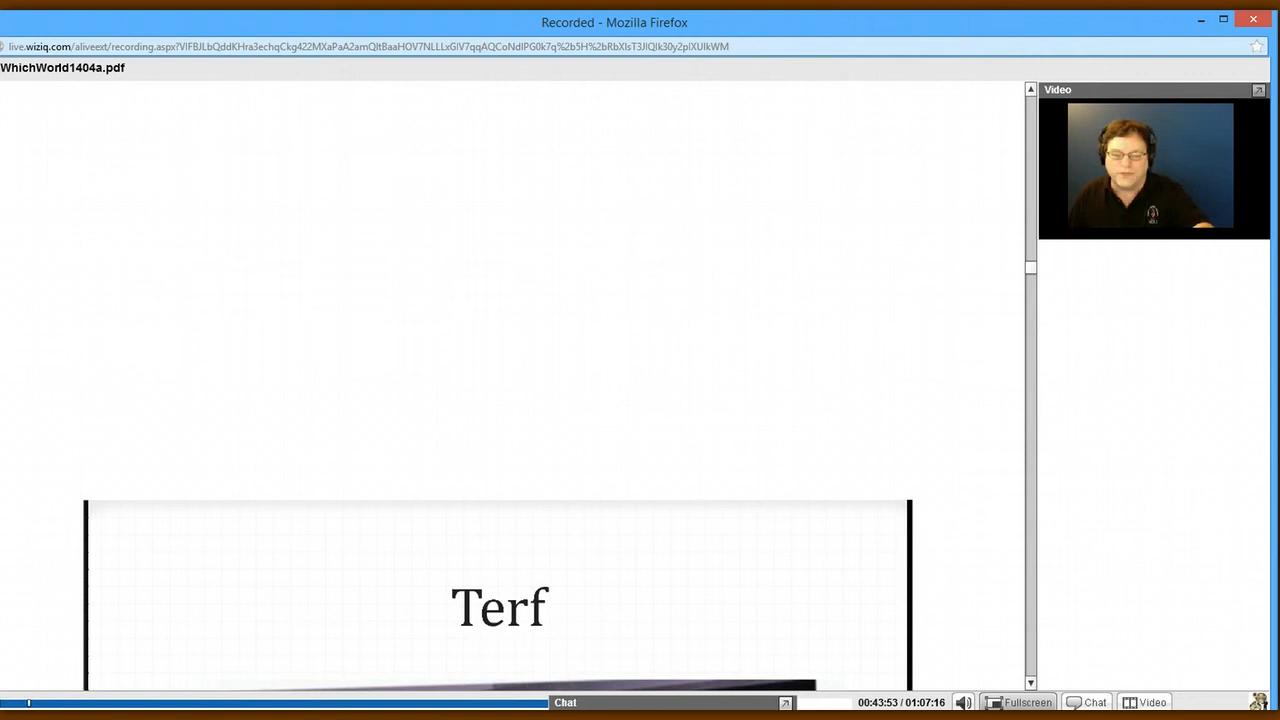 Recorded - Mozilla Firefox
WhichWorld1404a.pdf
Video
Terf
Chat
00:43:53 / 01:07:16
Fullscreen
Chat
Video